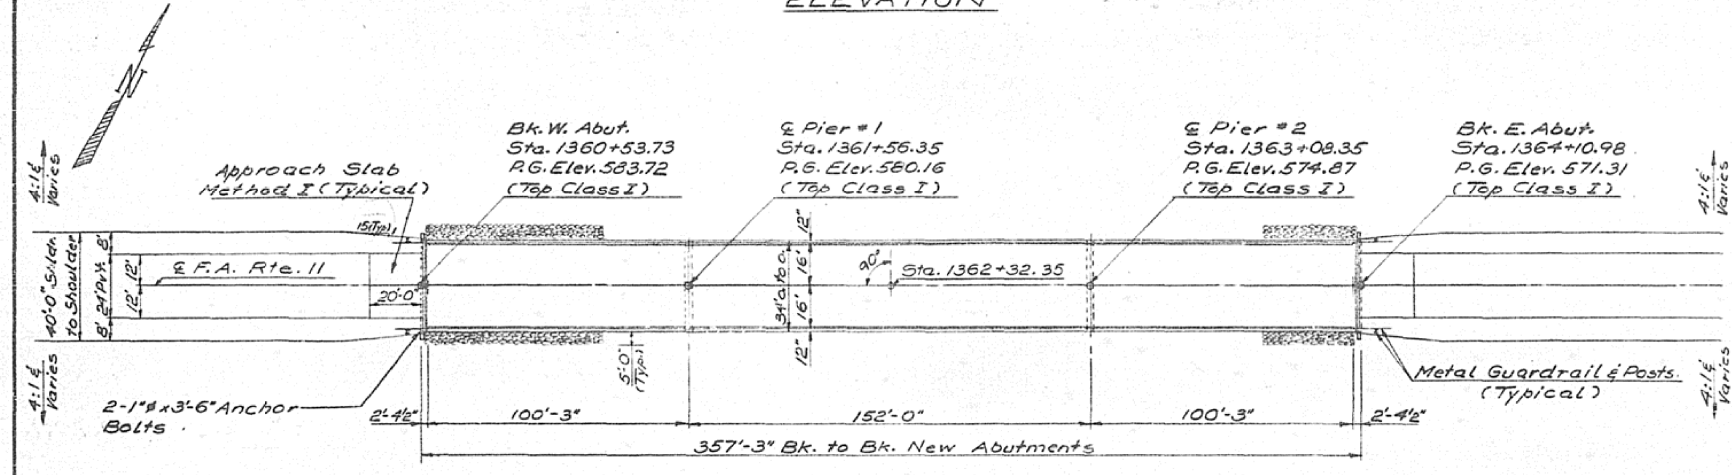 ELEVATION
N
Bk. W. Abut.
Sta. 1360+53.73
P.G. Elev. 583.72
(Top Class I)
℄ Pier #1
Sta. 1361+56.35
P.G. Elev. 580.16
(Top Class I)
℄ Pier #2
Sta. 1363+08.35
P.G. Elev. 574.87
(Top Class I)
Bk. E. Abut.
Sta. 1364+10.98
P.G. Elev. 571.31
(Top Class I)
Approach Slab
Method I (Typical)
4:1 &
Varies
4:1 &
Varies
15(Typ.)
40'-0" Shldr.
to Shoulder
8'
24' Pv't.
8'
12'
12'
℄ F.A. Rte. 11
20'-0"
12"
16'
34' o. to o.
16'
12"
90°
Sta. 1362+32.35
5'-0"
(Typ.)
4:1 &
Varies
4:1 &
Varies
Metal Guardrail & Posts
(Typical)
2-1"ø x 3'-6" Anchor
Bolts
2'-4½"
100'-3"
152'-0"
100'-3"
2'-4½"
357'-3" Bk. to Bk. New Abutments